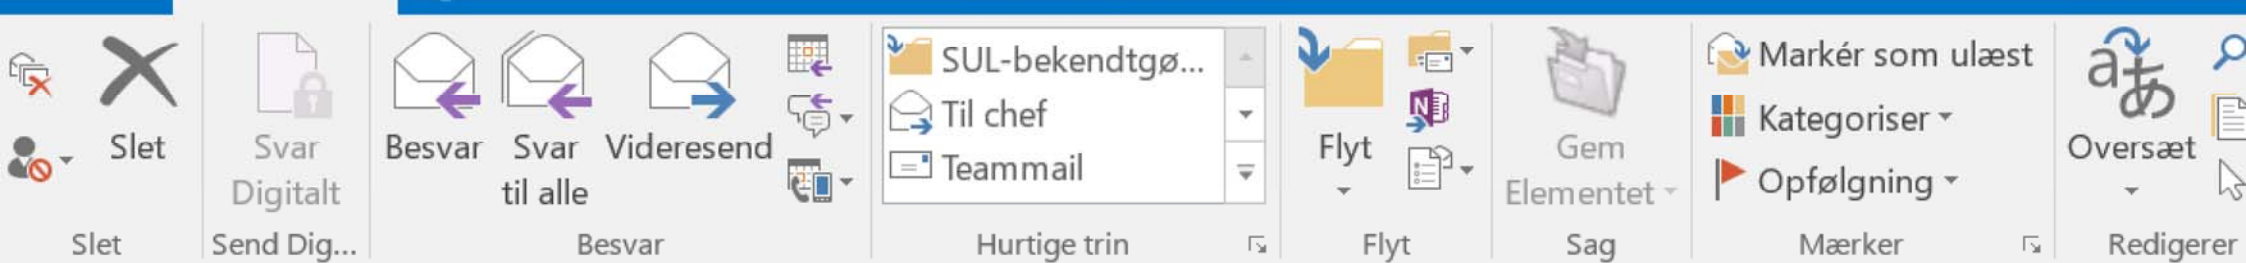 Slet
Svar
Digitalt
Besvar
Svar
til alle
Videresend
SUL-bekendtgø...
Til chef
Teammail
Flyt
Gem
Elementet
Markér som ulæst
Kategoriser
Opfølgning
Oversæt
Slet
Send Dig...
Besvar
Hurtige trin
Flyt
Sag
Mærker
Redigerer